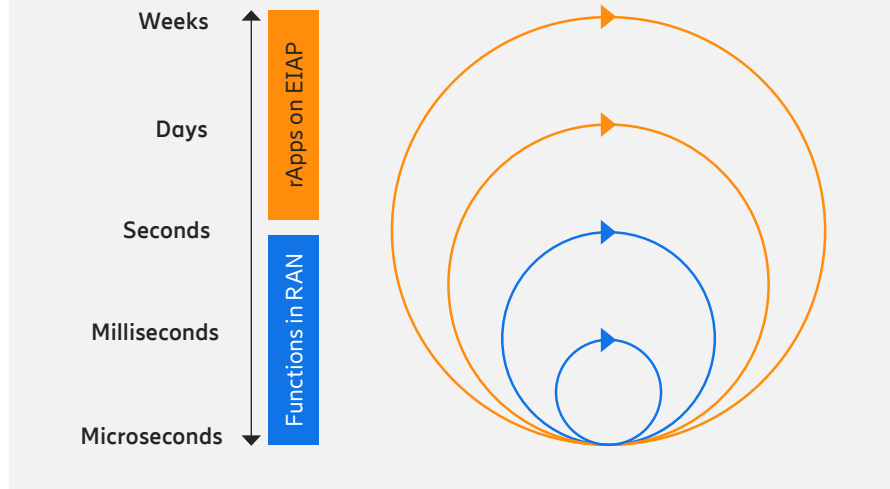 Weeks
Days
Seconds
Milliseconds
Microseconds
rApps on EIAP
Functions in RAN